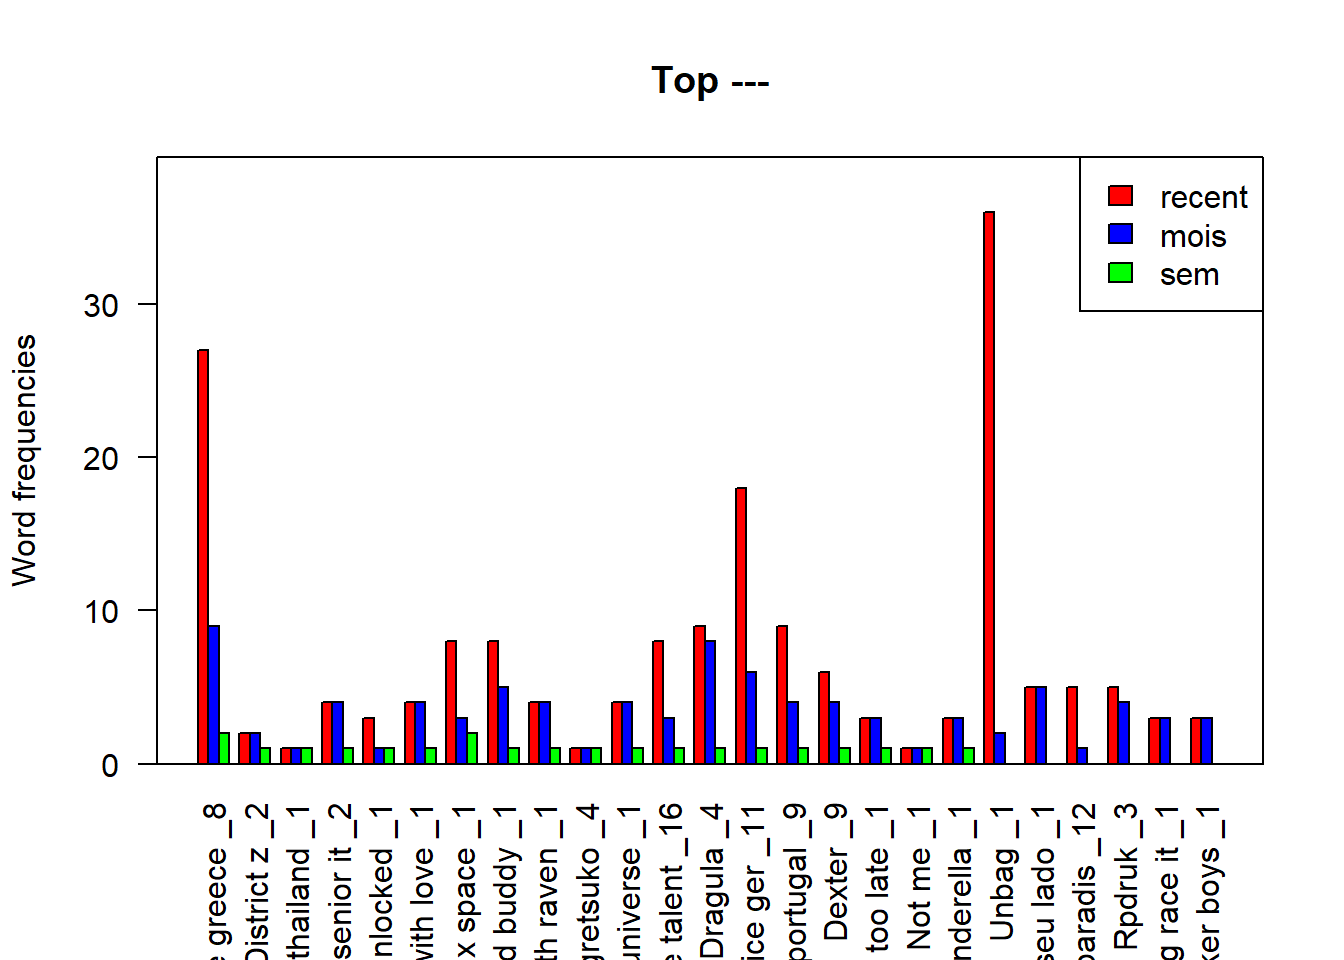 Top ---
recent
mois
sem
Word frequencies
30
20
10
0
greece _8
District z _2
thailand _1
senior it _2
nlocked _1
with love _1
x space _1
d buddy _1
th raven _1
gretsuko _4
universe _1
e talent _16
Dragula _4
ice ger _11
portugal _9
Dexter _9
too late _1
Not me _1
nderella _1
Unbag _1
seu lado _1
paradis _12
Rpdruk _3
g race it _1
ker boys _1